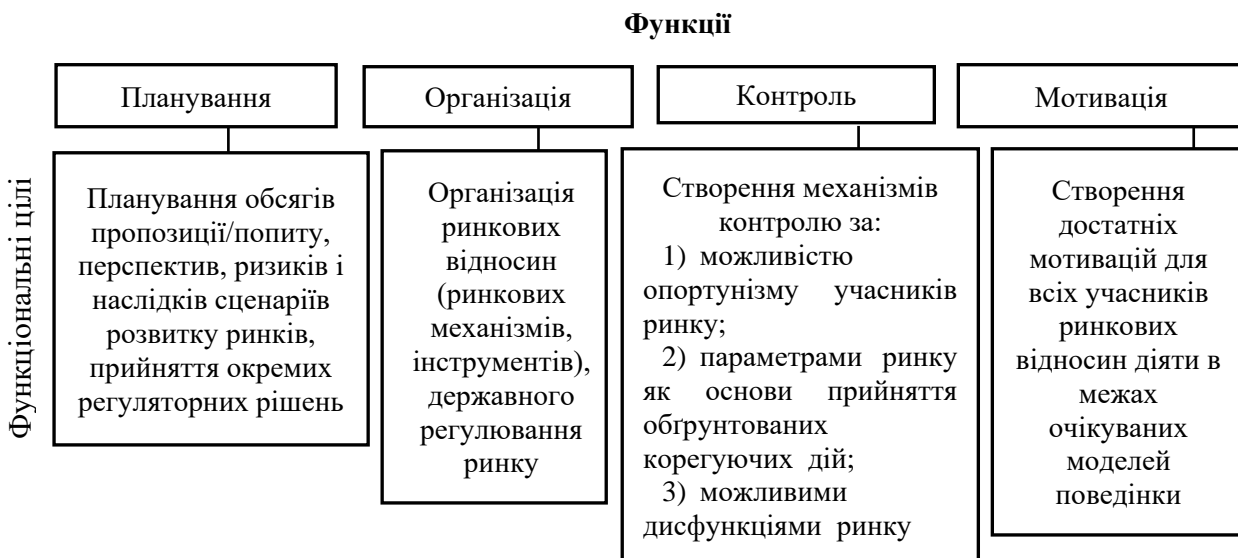 Функції
Планування
Організація
Контроль
Мотивація
Функціональні цілі
Планування обсягів
пропозиції/попиту,
перспектив, ризиків і
наслідків сценаріїв
розвитку ринків,
прийняття окремих
регуляторних рішень
Організація
ринкових
відносин
(ринкових
механізмів,
інструментів),
державного
регулювання
ринку
Створення механізмів
контролю за:
1) можливістю
опортунізму учасників
ринку;
2) параметрами ринку
як основи прийняття
обґрунтованих
корегуючих дій;
3) можливими
дисфункціями ринку
Створення
достатніх
мотивацій для
всіх учасників
ринкових
відносин діяти в
межах
очікуваних
моделей
поведінки